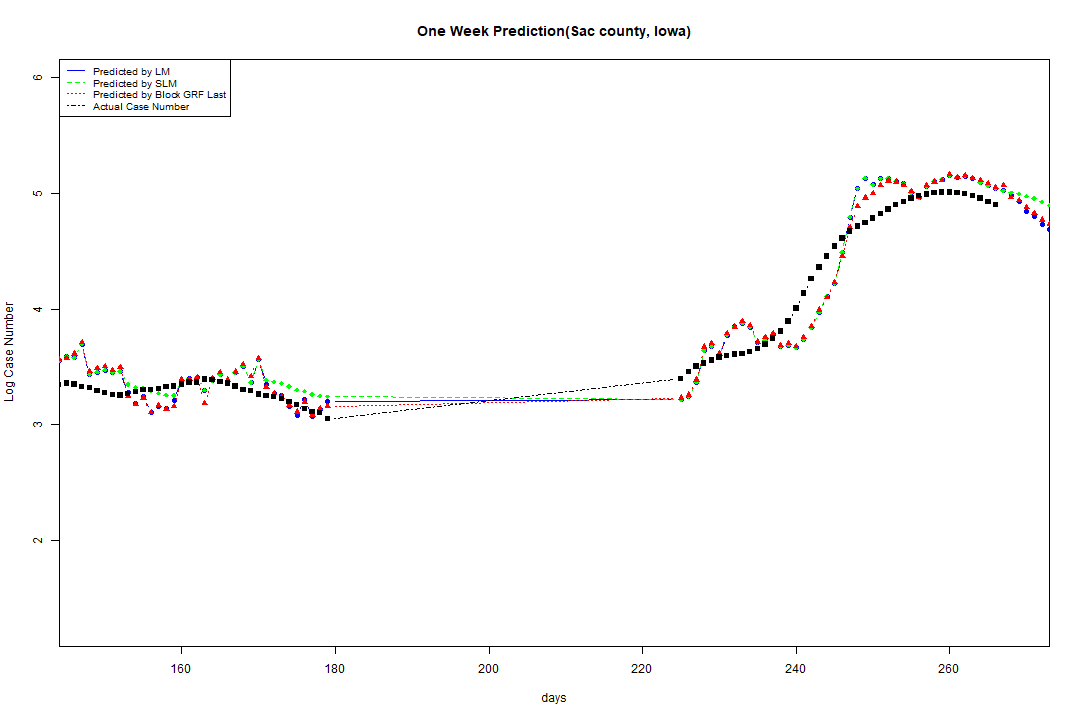 One Week Prediction(Sac county, Iowa)
Predicted by LM
Predicted by SLM
Predicted by Block GRF Last
Actual Case Number
6
5
4
3
2
Log Case Number
160 180 200 220 240 260
days